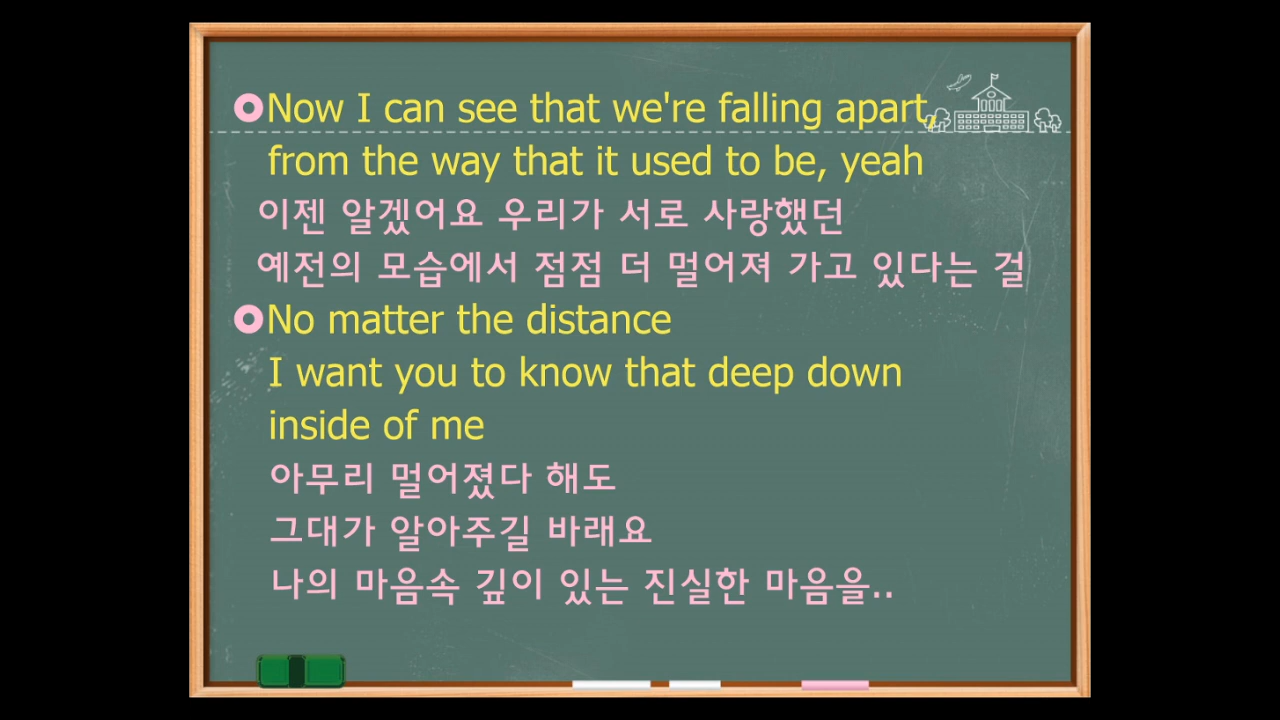 Now I can see that we're falling apart,
from the way that it used to be, yeah
이젠 알겠어요 우리가 서로 사랑했던
예전의 모습에서 점점 더 멀어져 가고 있다는 걸
No matter the distance
I want you to know that deep down
inside of me
아무리 멀어졌다 해도
그대가 알아주길 바래요
나의 마음속 깊이 있는 진실한 마음을..